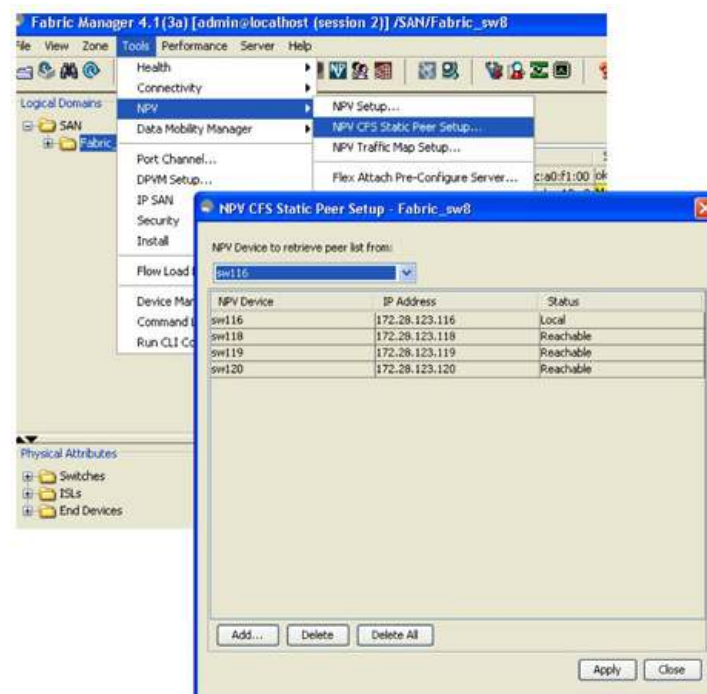 Fabric Manager 4.1(3a) [admin@localhost (session 2)] /SAN/Fabric_sw8
File View Zone Tools Performance Server Help
Logical Domains
SAN
Fabric_
Health
Connectivity
NPV
Data Mobility Manager
Port Channel...
DPVM Setup...
IP SAN
Security
Install
Flow Load
Device Man
Command
Run CLI Co
NPV Setup...
NPV CFS Static Peer Setup...
NPV Traffic Map Setup...
Flex Attach Pre-Configure Server...
c:a0:f1:00 ok
NPV CFS Static Peer Setup - Fabric_sw8
NPV Device to retrieve peer list from:
sw116
NPV Device IP Address Status
sw116 172.28.123.116 Local
sw118 172.28.123.118 Reachable
sw119 172.28.123.119 Reachable
sw120 172.28.123.120 Reachable
Physical Attributes
Switches
ISLs
End Devices
Add... Delete Delete All
Apply Close